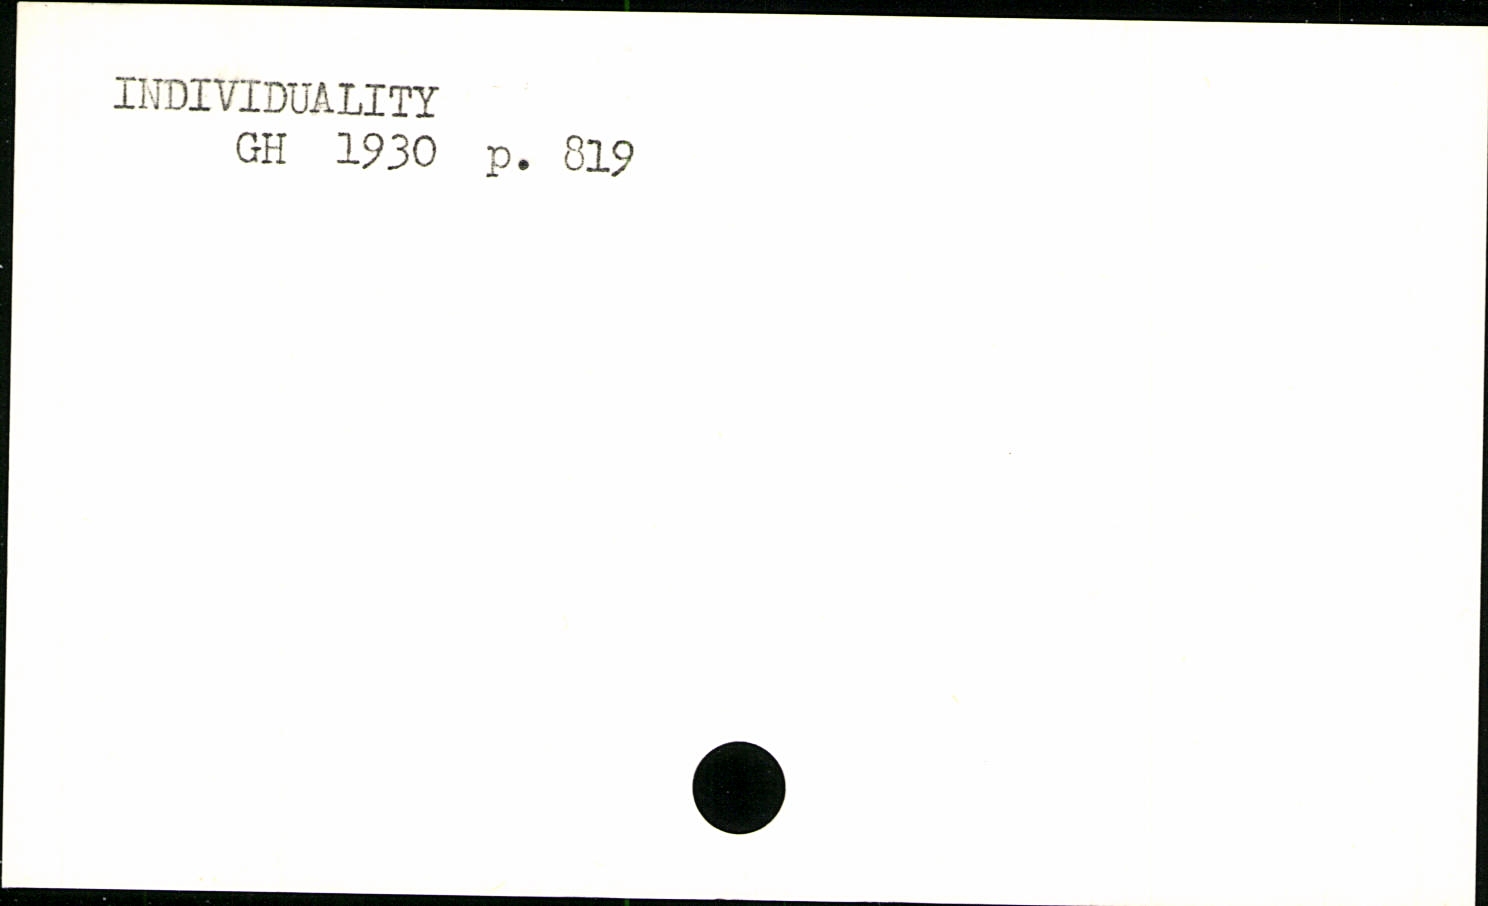 INDIVIDUALITY
GH 1930 p. 819